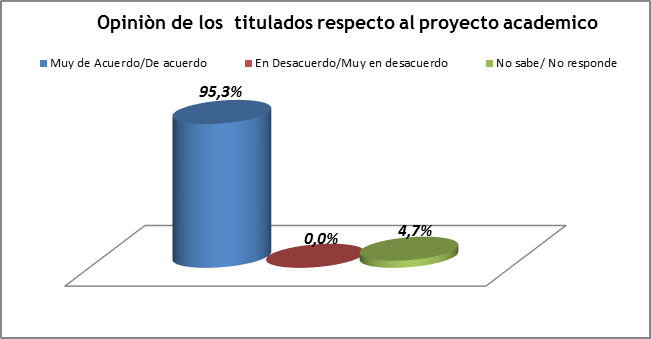 Opiniòn de los  titulados respecto al proyecto academico
Muy de Acuerdo/De acuerdo
En Desacuerdo/Muy en desacuerdo
No sabe/ No responde
95,3%
0,0%
4,7%